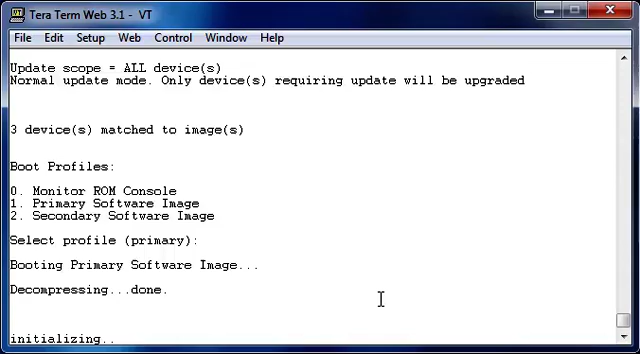 Tera Term Web 3.1 - VT
File Edit Setup Web Control Window Help
Update scope = ALL device(s)
Normal update mode. Only device(s) requiring update will be upgraded
3 device(s) matched to image(s)
Boot Profiles:
0. Monitor ROM Console
1. Primary Software Image
2. Secondary Software Image
Select profile (primary):
Booting Primary Software Image...
Decompressing...done.
initializing..